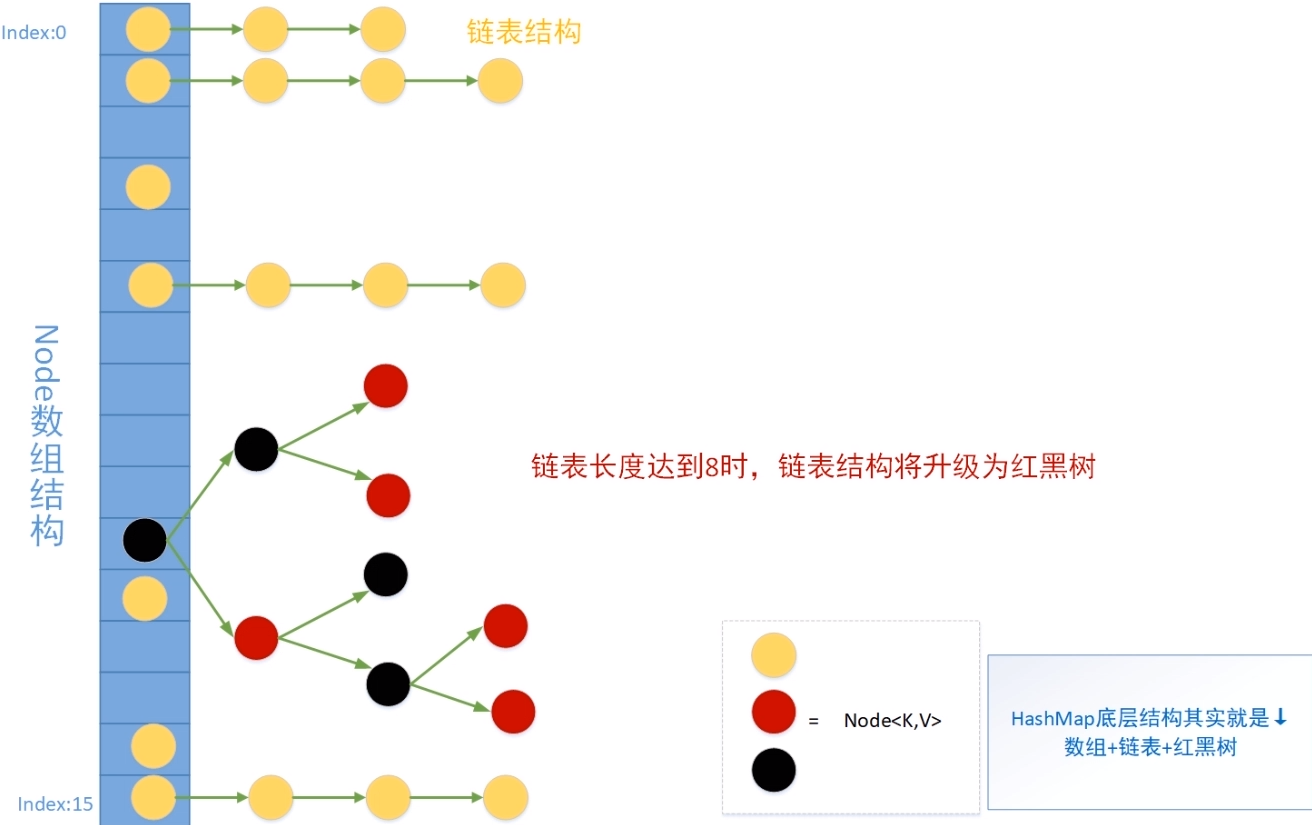 Index:0
链表结构
Node数组结构
链表长度达到8时，链表结构将升级为红黑树
= Node<K,V>
HashMap底层结构其实就是↓
数组+链表+红黑树
Index:15